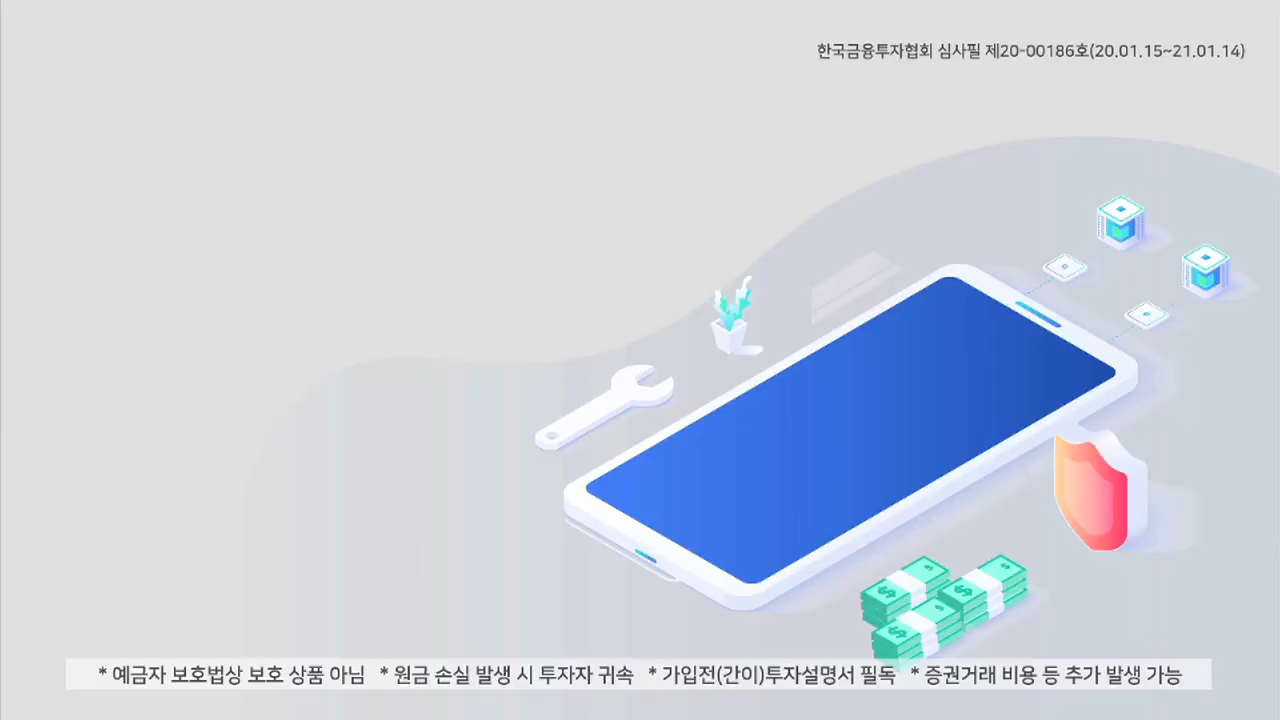 한국금융투자협회 심사필 제20-00186호(20.01.15~21.01.14)
* 예금자 보호법상 보호 상품 아님 * 원금 손실 발생 시 투자자 귀속 * 가입전(간이)투자설명서 필독 * 증권거래 비용 등 추가 발생 가능